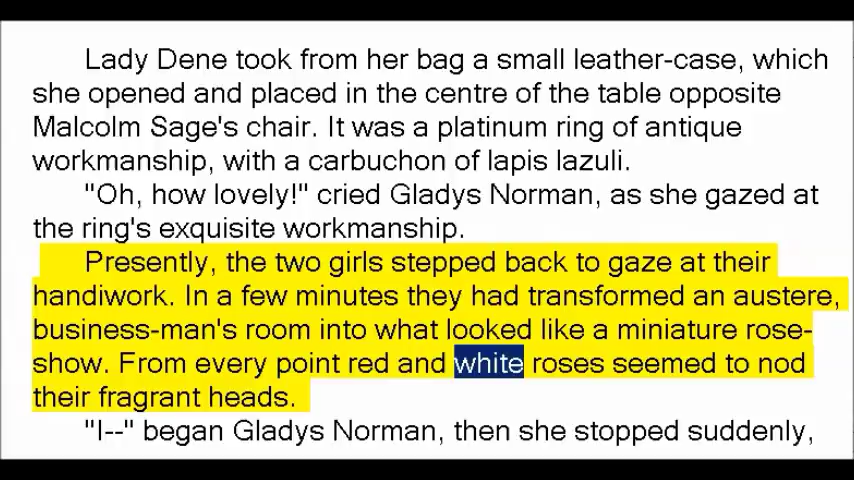 Lady Dene took from her bag a small leather-case, which
she opened and placed in the centre of the table opposite
Malcolm Sage's chair. It was a platinum ring of antique
workmanship, with a carbuchon of lapis lazuli.
"Oh, how lovely!" cried Gladys Norman, as she gazed at
the ring's exquisite workmanship.
Presently, the two girls stepped back to gaze at their
handiwork. In a few minutes they had transformed an austere,
business-man's room into what looked like a miniature rose-
show. From every point red and white roses seemed to nod
their fragrant heads.
"I--" began Gladys Norman, then she stopped suddenly,